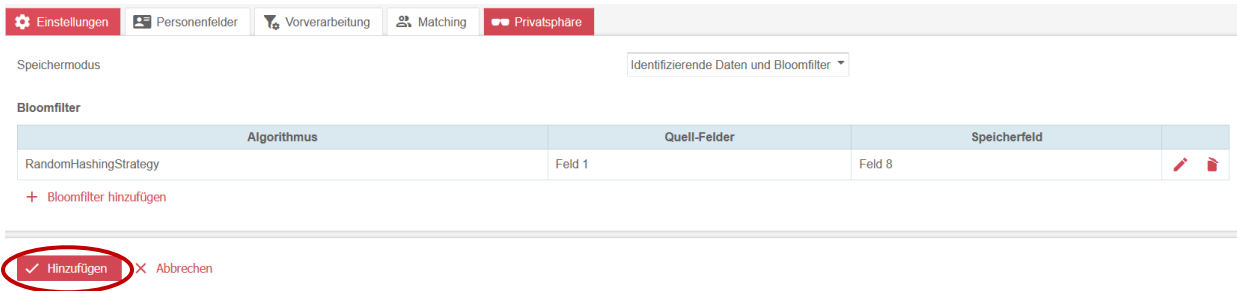 Einstellungen Personenfelder Vorverarbeitung Matching Privatsphäre
Speichermodus Identifizierende Daten und Bloomfilter
Bloomfilter
Algorithmus Quell-Felder Speicherfeld
RandomHashingStrategy Feld 1 Feld 8
+ Bloomfilter hinzufügen
Hinzufügen Abbrechen